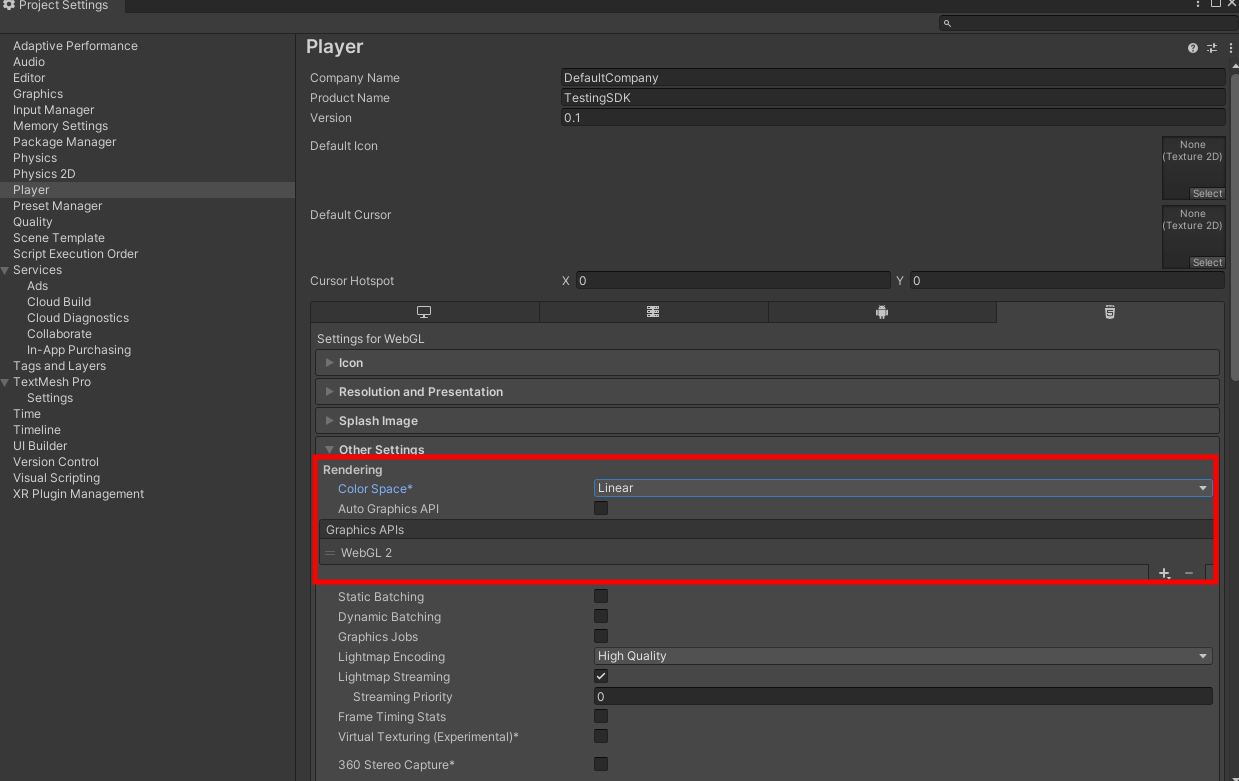 Project Settings
Adaptive Performance
Audio
Editor
Graphics
Input Manager
Memory Settings
Package Manager
Physics
Physics 2D
Player
Preset Manager
Quality
Scene Template
Script Execution Order
Services
Ads
Cloud Build
Cloud Diagnostics
Collaborate
In-App Purchasing
Tags and Layers
TextMesh Pro
Settings
Time
Timeline
UI Builder
Version Control
Visual Scripting
XR Plugin Management
Player
Company Name DefaultCompany
Product Name TestingSDK
Version 0.1
Default Icon
None
(Texture 2D)
Select
Default Cursor
None
(Texture 2D)
Select
Cursor Hotspot X 0 Y 0
Settings for WebGL
Icon
Resolution and Presentation
Splash Image
Other Settings
Rendering
Color Space* Linear
Auto Graphics API
Graphics APIs
WebGL 2
Static Batching
Dynamic Batching
Graphics Jobs
Lightmap Encoding High Quality
Lightmap Streaming
Streaming Priority 0
Frame Timing Stats
Virtual Texturing (Experimental)*
360 Stereo Capture*